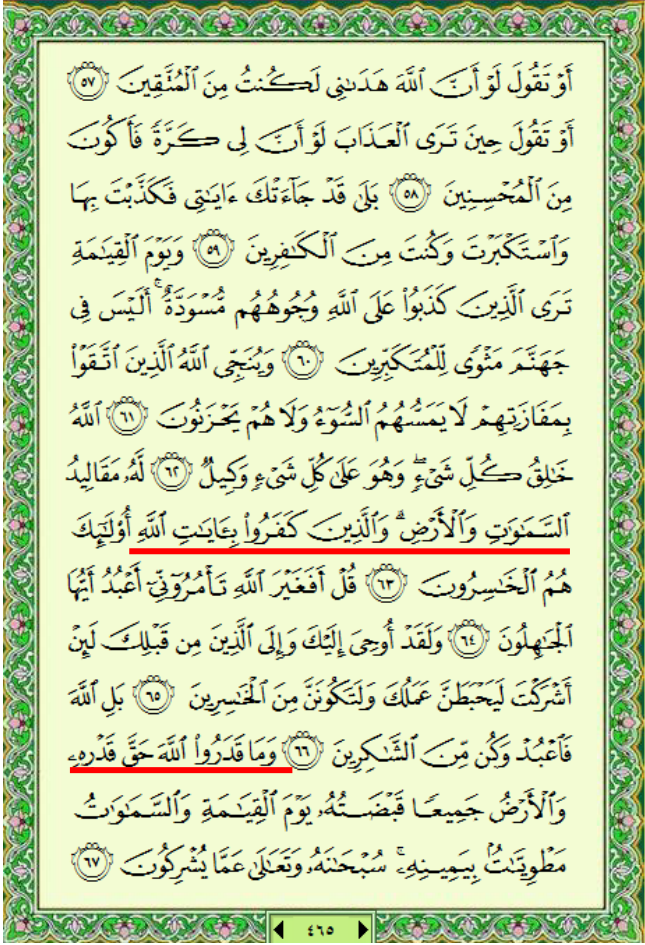 أَوْ تَقُولَ لَوْ أَنَّ ٱللَّهَ هَدَىٰنِى لَكُنتُ مِنَ ٱلْمُتَّقِينَ ﴿٥٧﴾
أَوْ تَقُولَ حِينَ تَرَى ٱلْعَذَابَ لَوْ أَنَّ لِى كَرَّةً فَأَكُونَ
مِنَ ٱلْمُحْسِنِينَ ﴿٥٨﴾ بَلَىٰ قَدْ جَآءَتْكَ ءَايَـٰتِى فَكَذَّبْتَ بِهَا
وَٱسْتَكْبَرْتَ وَكُنتَ مِنَ ٱلْكَـٰفِرِينَ ﴿٥٩﴾ وَيَوْمَ ٱلْقِيَـٰمَةِ
تَرَى ٱلَّذِينَ كَذَبُوا۟ عَلَى ٱللَّهِ وُجُوهُهُم مُّسْوَدَّةٌ ۚ أَلَيْسَ فِى
جَهَنَّمَ مَثْوًى لِّلْمُتَكَبِّرِينَ ﴿٦٠﴾ وَيُنَجِّى ٱللَّهُ ٱلَّذِينَ ٱتَّقَوْا۟
بِمَفَازَتِهِمْ لَا يَمَسُّهُمُ ٱلسُّوٓءُ وَلَا هُمْ يَحْزَنُونَ ﴿٦١﴾ ٱللَّهُ
خَـٰلِقُ كُلِّ شَىْءٍ ۖ وَهُوَ عَلَىٰ كُلِّ شَىْءٍ وَكِيلٌ ﴿٦٢﴾ لَّهُۥ مَقَالِيدُ
ٱلسَّمَـٰوَٰتِ وَٱلْأَرْضِ ۗ وَٱلَّذِينَ كَفَرُوا۟ بِـَٔايَـٰتِ ٱللَّهِ أُو۟لَـٰٓئِكَ
هُمُ ٱلْخَـٰسِرُونَ ﴿٦٣﴾ قُلْ أَفَغَيْرَ ٱللَّهِ تَأْمُرُوٓنِّىٓ أَعْبُدُ أَيُّهَا
ٱلْجَـٰهِلُونَ ﴿٦٤﴾ وَلَقَدْ أُوحِىَ إِلَيْكَ وَإِلَى ٱلَّذِينَ مِن قَبْلِكَ لَئِنْ
أَشْرَكْتَ لَيَحْبَطَنَّ عَمَلُكَ وَلَتَكُونَنَّ مِنَ ٱلْخَـٰسِرِينَ ﴿٦٥﴾ بَلِ ٱللَّهَ
فَٱعْبُدْ وَكُن مِّنَ ٱلشَّـٰكِرِينَ ﴿٦٦﴾ وَمَا قَدَرُوا۟ ٱللَّهَ حَقَّ قَدْرِهِۦ
وَٱلْأَرْضُ جَمِيعًا قَبْضَتُهُۥ يَوْمَ ٱلْقِيَـٰمَةِ وَٱلسَّمَـٰوَٰتُ
مَطْوِيَّـٰتٌۢ بِيَمِينِهِۦ ۚ سُبْحَـٰنَهُۥ وَتَعَـٰلَىٰ عَمَّا يُشْرِكُونَ ﴿٦٧﴾
٤٦٥